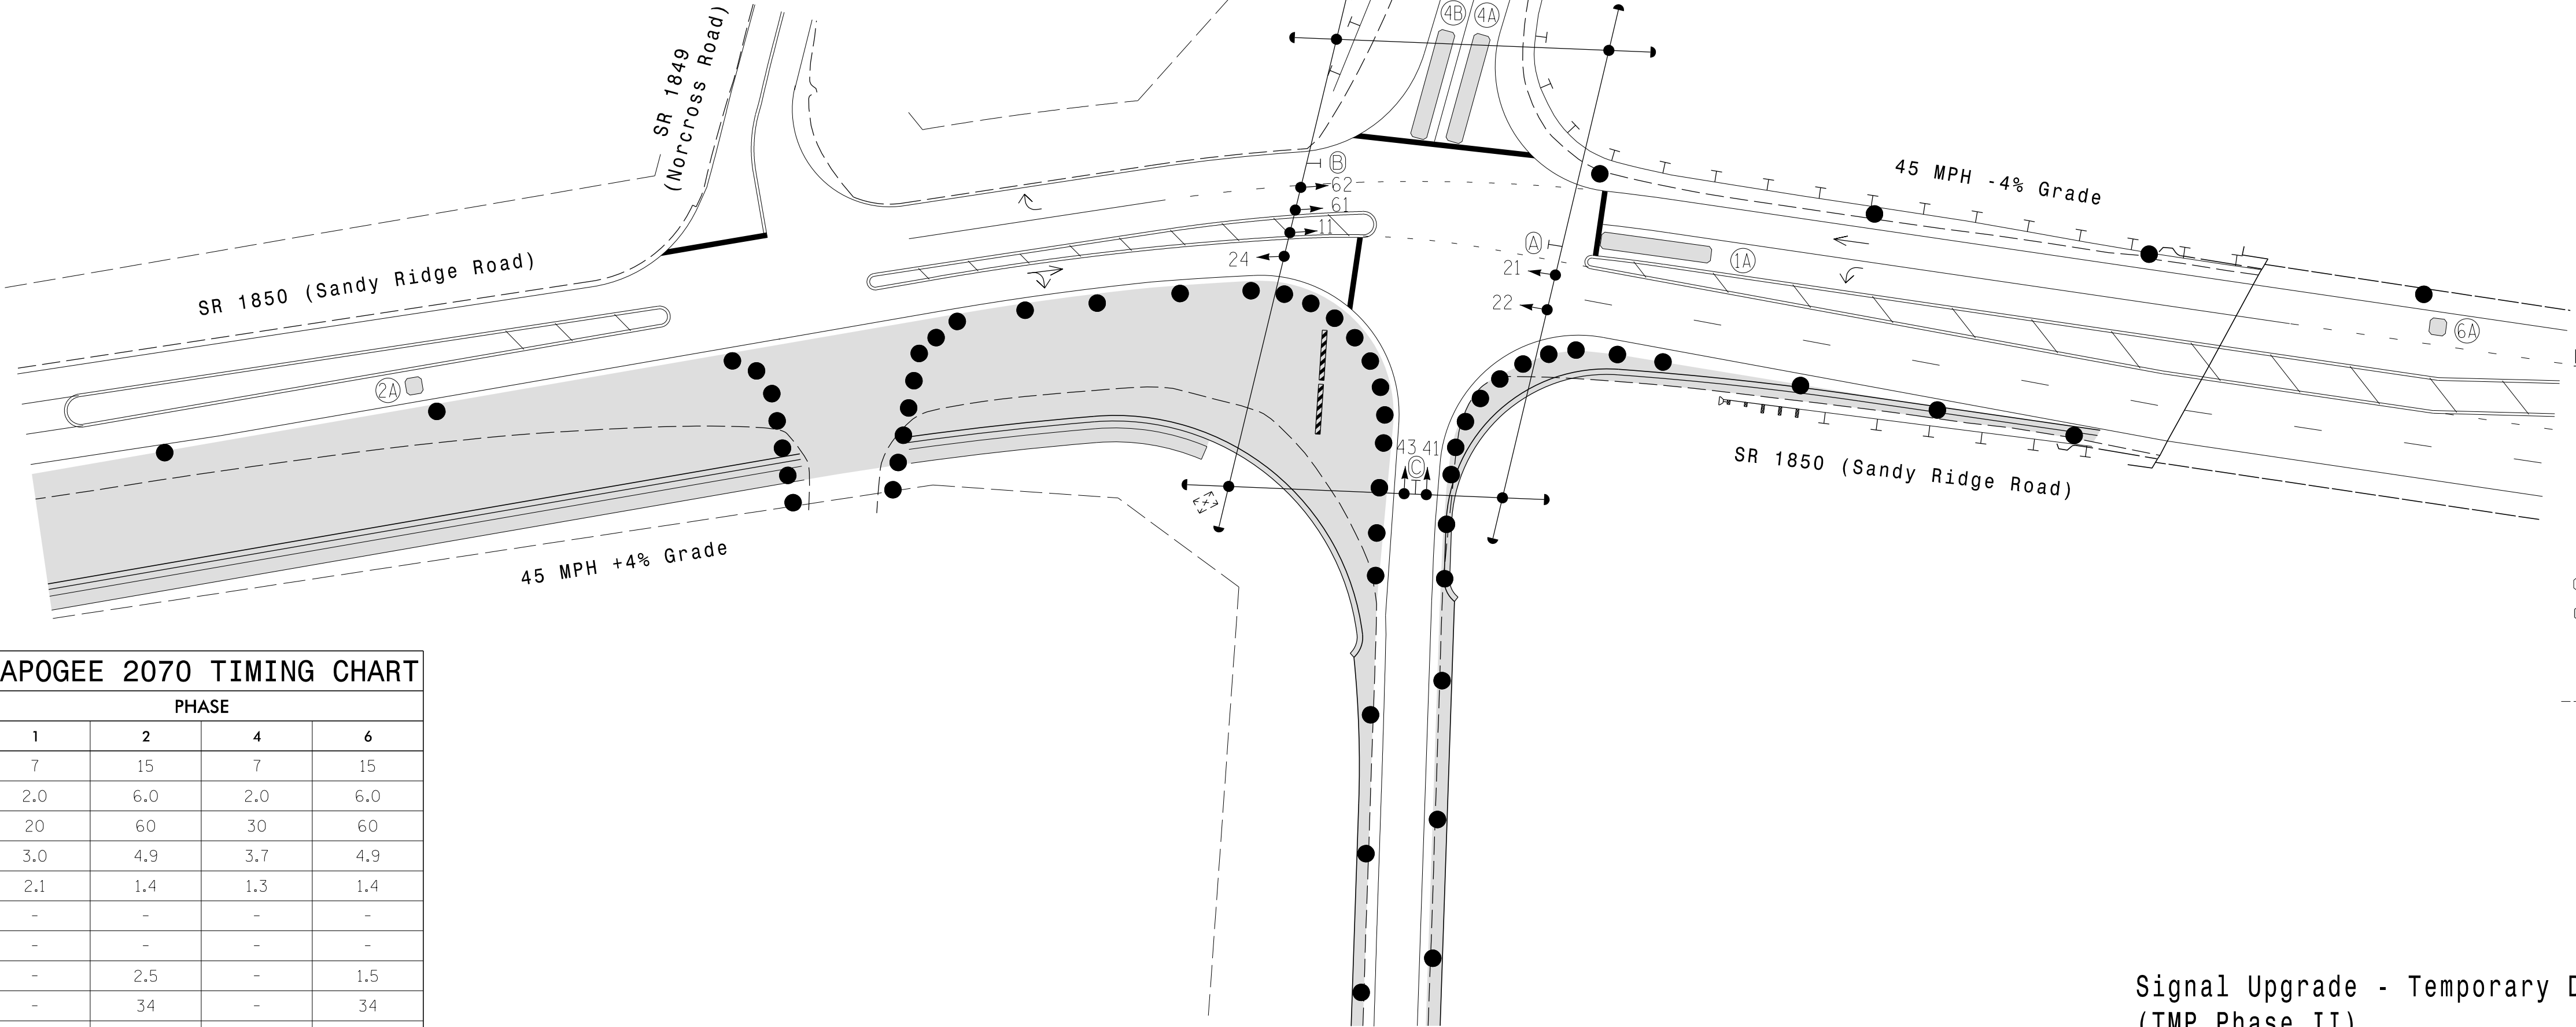 SR 1849
(Norcross Road)
4B
4A
45 MPH -4% Grade
B
62
61
11
A
24
21
22
1A
6A
SR 1850 (Sandy Ridge Road)
2A
43 41
C
SR 1850 (Sandy Ridge Road)
45 MPH +4% Grade
APOGEE 2070 TIMING CHART
PHASE
1 2 4 6
7 15 7 15
2.0 6.0 2.0 6.0
20 60 30 60
3.0 4.9 3.7 4.9
2.1 1.4 1.3 1.4
- - - -
- - - -
- 2.5 - 1.5
- 34 - 34
Signal Upgrade - Temporary
(TMP Phase II)